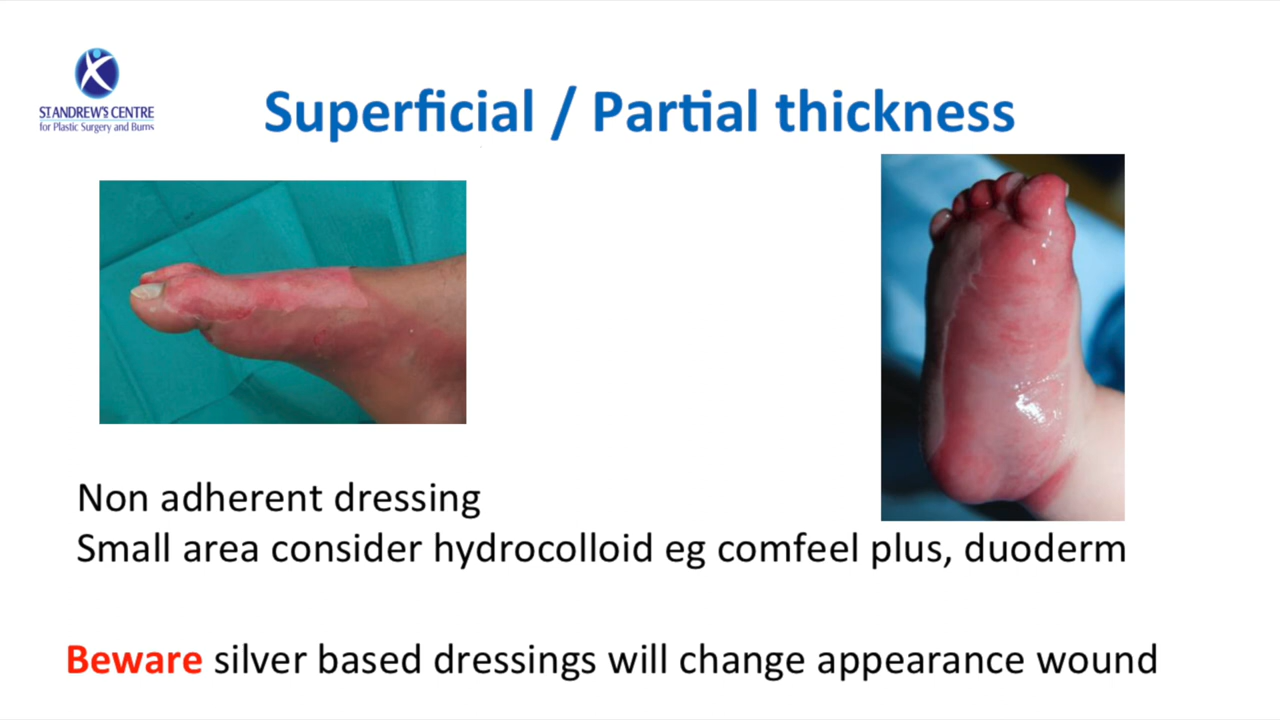 ST ANDREW'S CENTRE
for Plastic Surgery and Burns
Superficial / Partial thickness
Non adherent dressing
Small area consider hydrocolloid eg comfeel plus, duoderm
Beware silver based dressings will change appearance wound